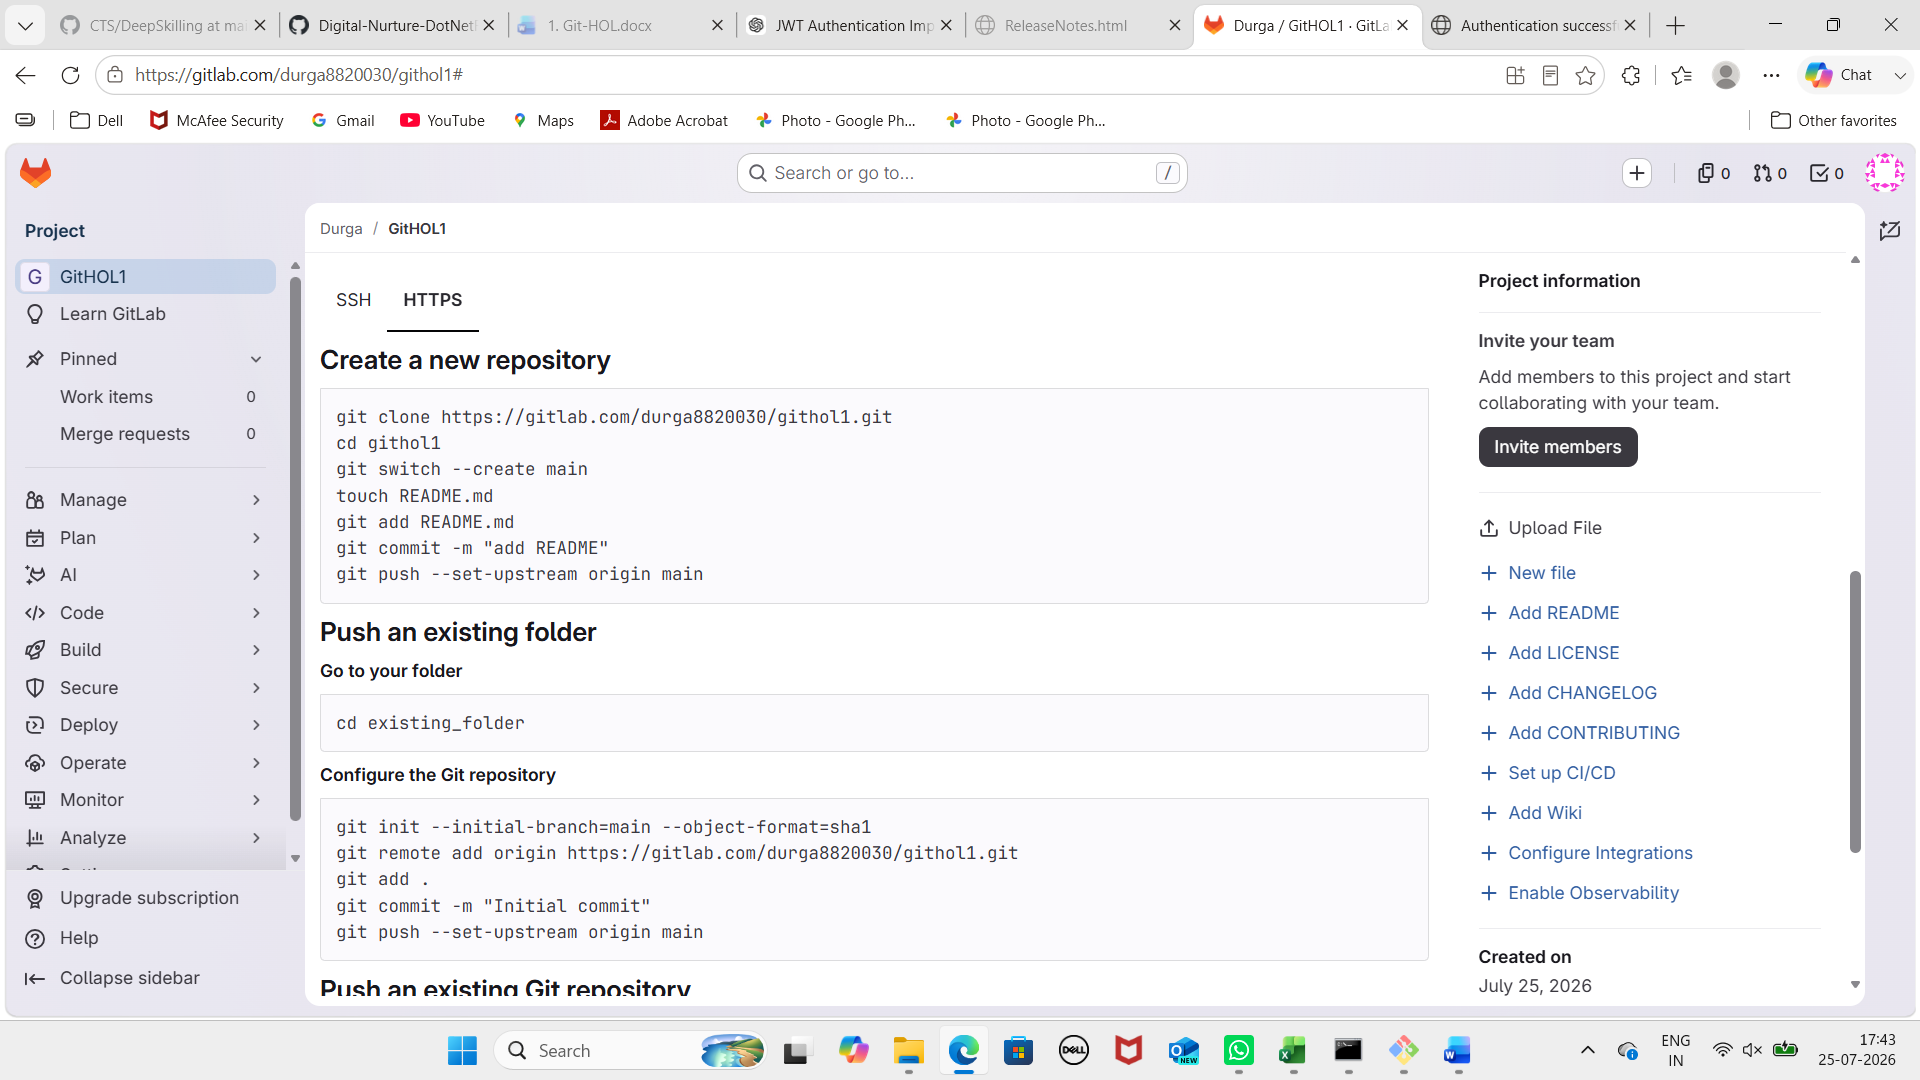 CTS/DeepSkilling at mai
Digital-Nurture-DotNetF
1. Git-HOL.docx
JWT Authentication Imp
ReleaseNotes.html
Durga / GitHOL1 · GitLa
Authentication successfu
https://gitlab.com/durga8820030/githol1#
Chat
Dell
McAfee Security
Gmail
YouTube
Maps
Adobe Acrobat
Photo - Google Ph...
Photo - Google Ph...
Other favorites
Search or go to...
/
0
0
0
Project
G GitHOL1
Learn GitLab
Pinned
Work items 0
Merge requests 0
Manage
Plan
AI
Code
Build
Secure
Deploy
Operate
Monitor
Analyze
Upgrade subscription
Help
Collapse sidebar
Durga / GitHOL1
SSH HTTPS
Create a new repository
git clone https://gitlab.com/durga8820030/githol1.git
cd githol1
git switch --create main
touch README.md
git add README.md
git commit -m "add README"
git push --set-upstream origin main
Push an existing folder
Go to your folder
cd existing_folder
Configure the Git repository
git init --initial-branch=main --object-format=sha1
git remote add origin https://gitlab.com/durga8820030/githol1.git
git add .
git commit -m "Initial commit"
git push --set-upstream origin main
Push an existing Git repository
Project information
Invite your team
Add members to this project and start
collaborating with your team.
Invite members
Upload File
New file
Add README
Add LICENSE
Add CHANGELOG
Add CONTRIBUTING
Set up CI/CD
Add Wiki
Configure Integrations
Enable Observability
Created on
July 25, 2026
Search
DELL
NEW
ENG
IN
17:43
25-07-2026